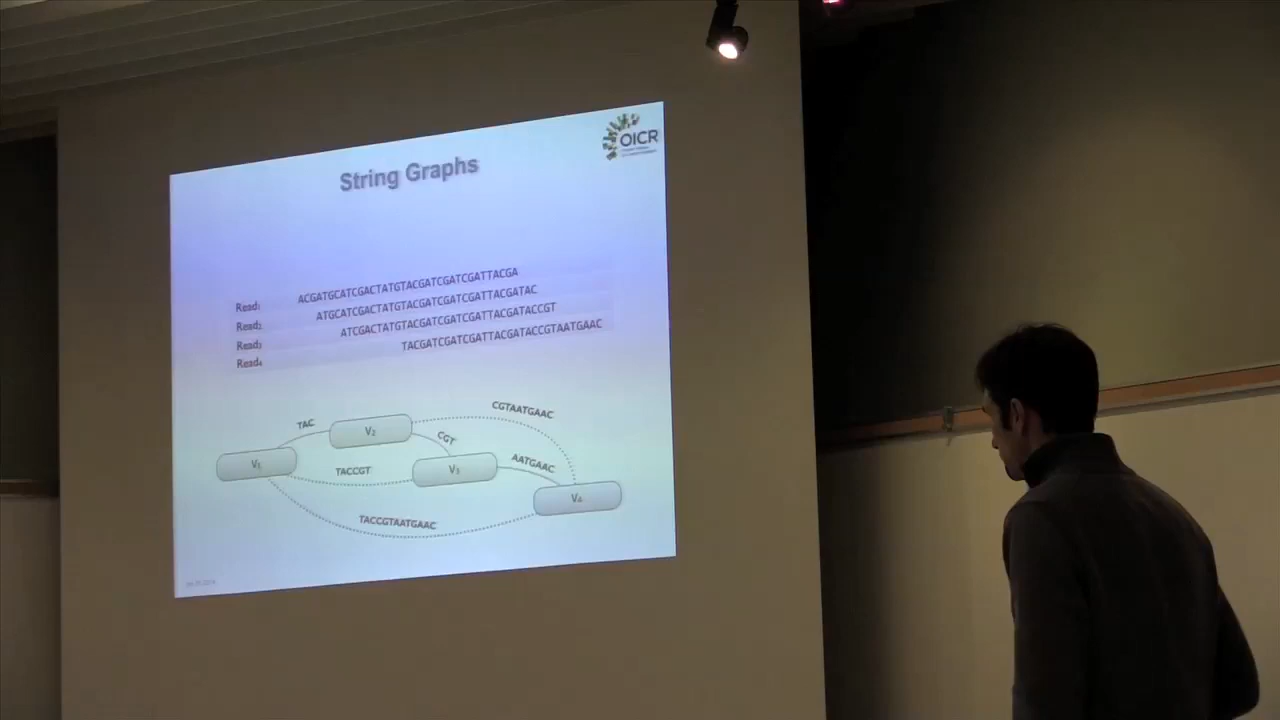 OICR
String Graphs
Read1 ACGATGCATCGACTATGTACGATCGATCGATTACGA
Read2 ATGCATCGACTATGTACGATCGATCGATTACGATAC
Read3 ATCGACTATGTACGATCGATCGATTACGATACCGT
Read4 TACGATCGATCGATTACGATACCGTAATGAAC
CGTAATGAAC
TAC
V2
CGT
V1
TACCGT
V3
AATGAAC
V4
TACCGTAATGAAC